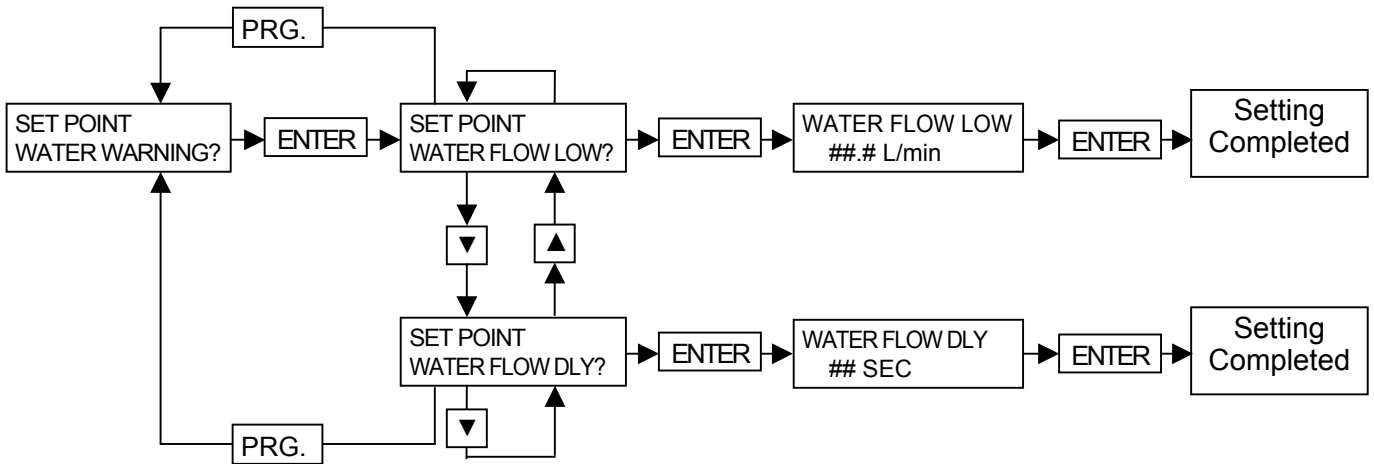 PRG.
SET POINT
WATER WARNING?
ENTER
SET POINT
WATER FLOW LOW?
ENTER
WATER FLOW LOW
##.# L/min
ENTER
Setting
Completed
▼
▲
SET POINT
WATER FLOW DLY?
ENTER
WATER FLOW DLY
## SEC
ENTER
Setting
Completed
▼
PRG.